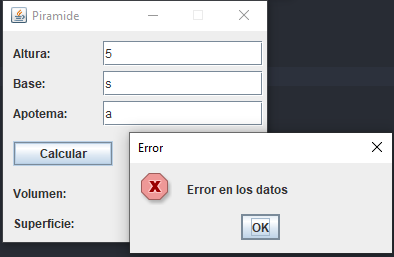 Piramide
Altura: 5
Base: s
Apotema: a
Calcular
Volumen:
Superficie:
Error
Error en los datos
OK